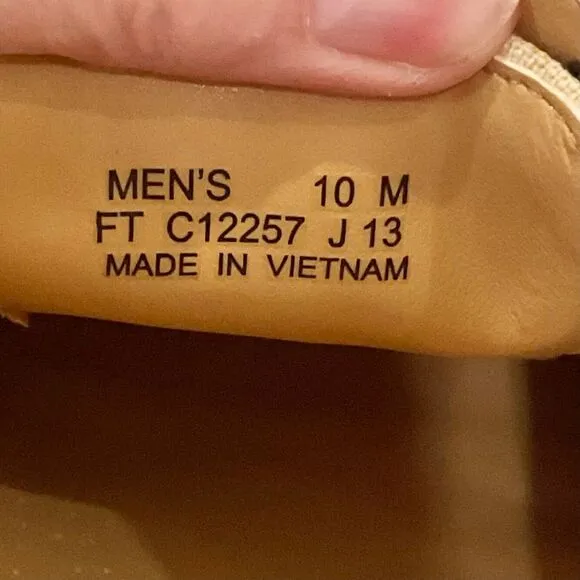 MEN'S 10 M
FT C12257 J 13
MADE IN VIETNAM